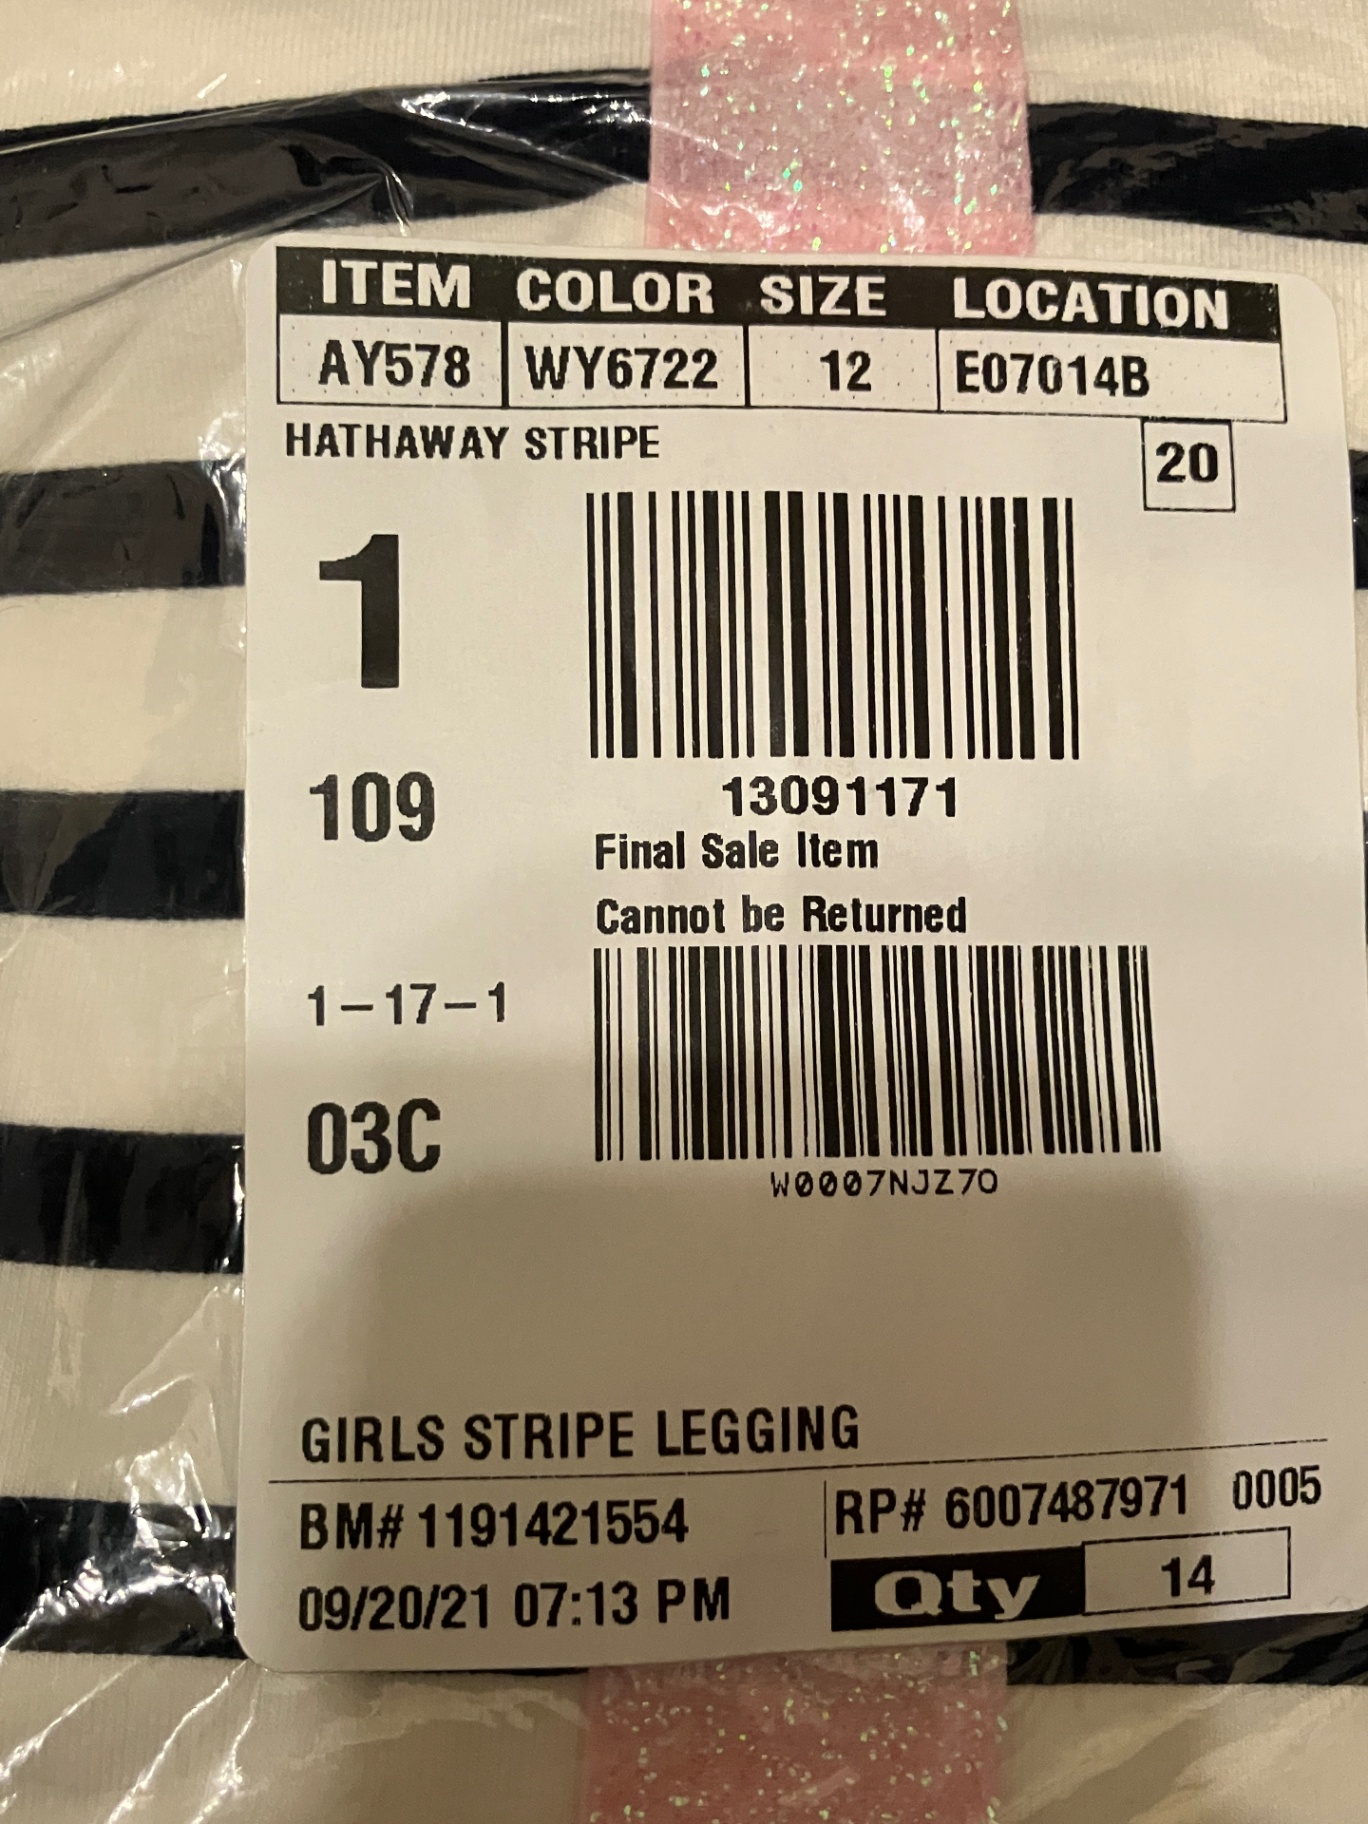 ITEM COLOR SIZE LOCATION
AY578 WY6722 12 E07014B
HATHAWAY STRIPE
20
1
109
13091171
Final Sale Item
Cannot be Returned
1-17-1
03C
W0007NJZ7O
GIRLS STRIPE LEGGING
BM# 1191421554 RP# 6007487971 0005
09/20/21 07:13 PM Qty 14